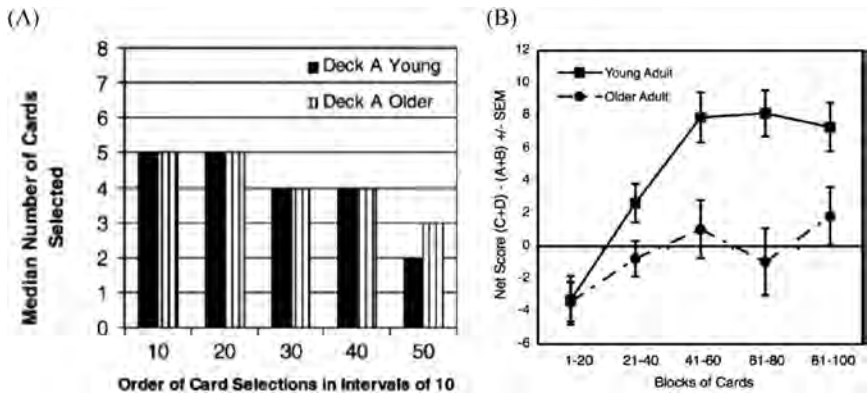 (A)
8
7
6
5
4
3
2
1
0
Median Number of Cards
Selected
Deck A Young
Deck A Older
10 20 30 40 50
Order of Card Selections in Intervals of 10
(B)
12
10
8
6
4
2
0
-2
-4
-6
Net Score (C+D) - (A+B) +/- SEM
Young Adult
Older Adult
1-20 21-40 41-60 61-80 81-100
Blocks of Cards